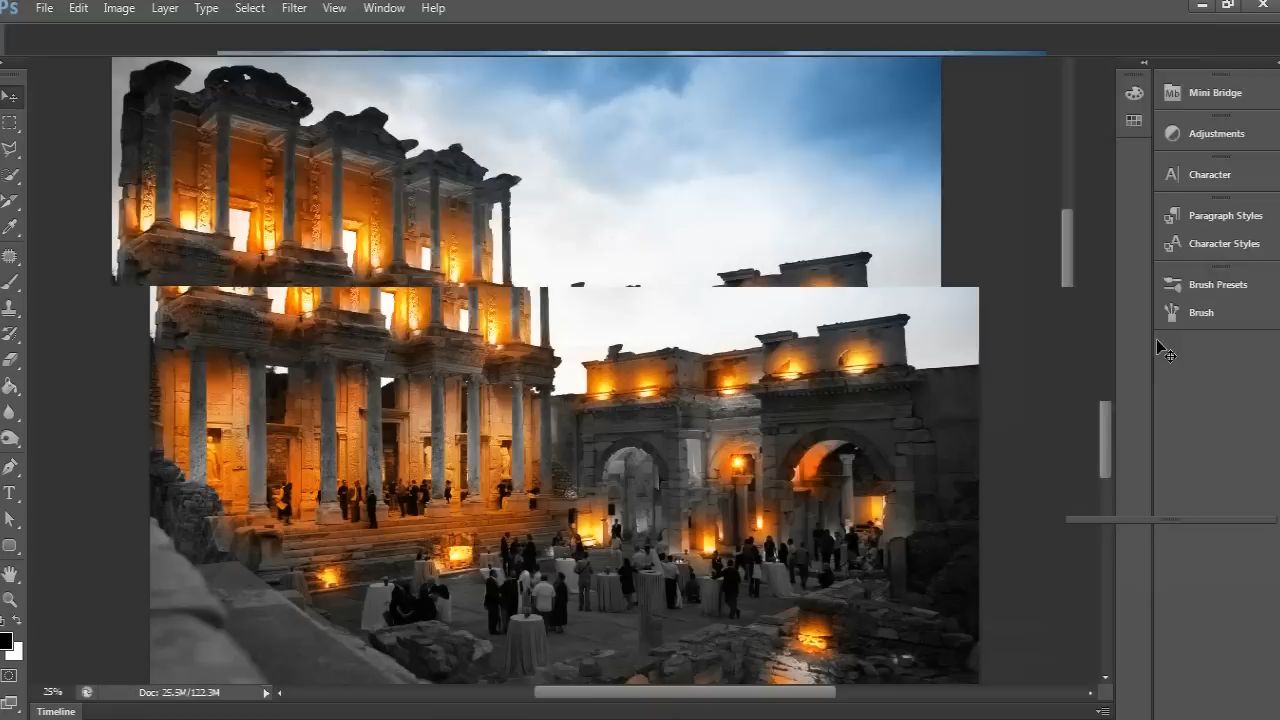 Ps File Edit Image Layer Type Select Filter View Window Help
Mb Mini Bridge
Adjustments
A Character
Paragraph Styles
A Character Styles
Brush Presets
Brush
T
25% Doc: 25.5M/122.3M
Timeline